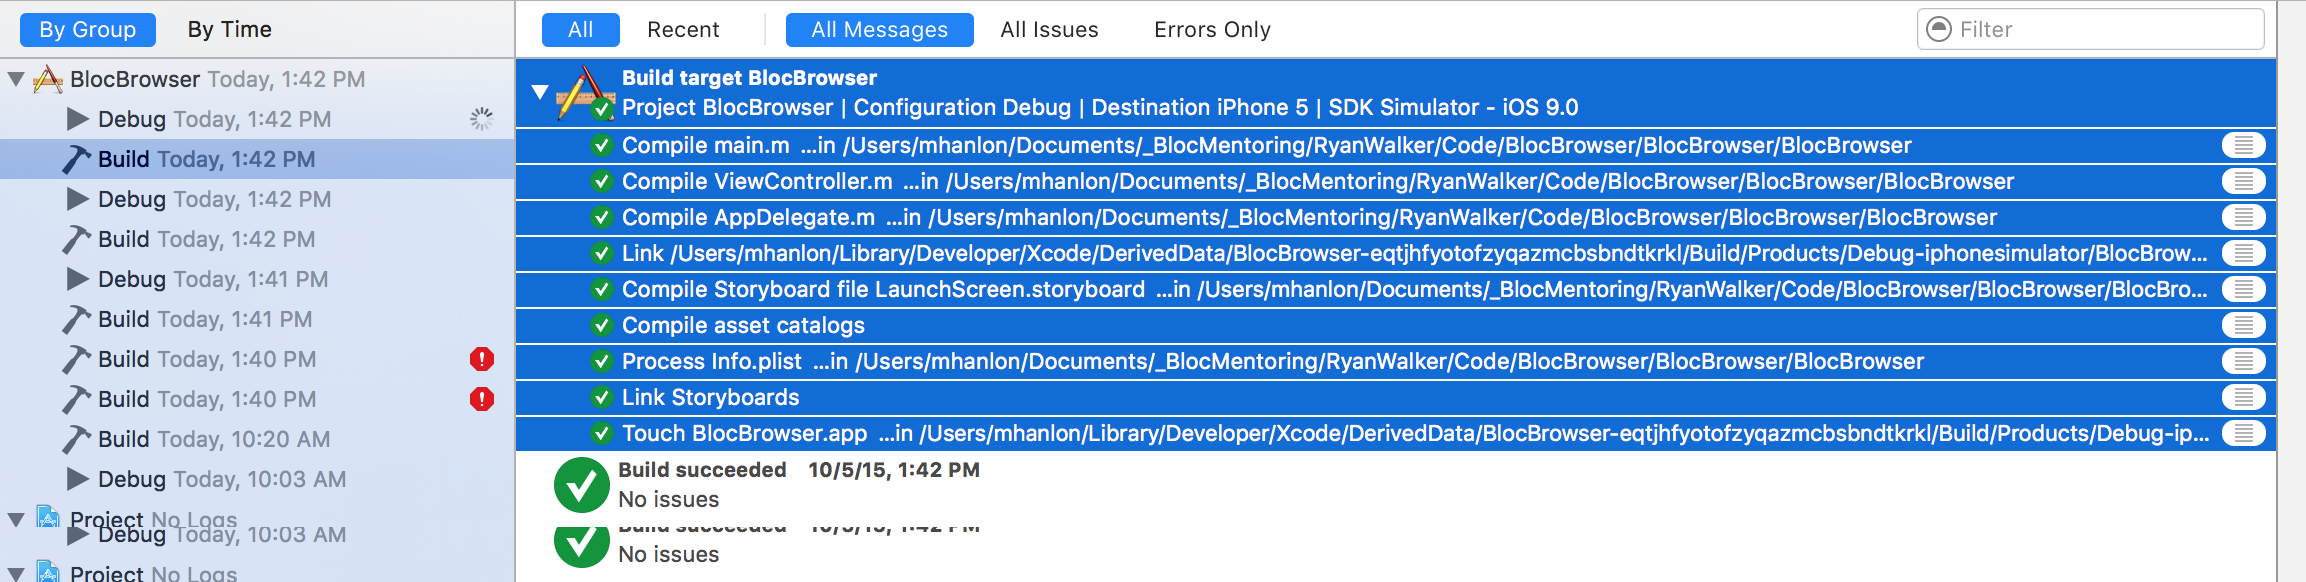 By Group By Time
All Recent All Messages All Issues Errors Only Filter
BlocBrowser Today, 1:42 PM
Debug Today, 1:42 PM
Build Today, 1:42 PM
Debug Today, 1:42 PM
Build Today, 1:42 PM
Debug Today, 1:41 PM
Build Today, 1:41 PM
Build Today, 1:40 PM
Build Today, 1:40 PM
Build Today, 10:20 AM
Debug Today, 10:03 AM
Project No Logs
Debug Today, 10:03 AM
Project No Logs
Build target BlocBrowser
Project BlocBrowser | Configuration Debug | Destination iPhone 5 | SDK Simulator - iOS 9.0
Compile main.m ...in /Users/mhanlon/Documents/_BlocMentoring/RyanWalker/Code/BlocBrowser/BlocBrowser/BlocBrowser
Compile ViewController.m ...in /Users/mhanlon/Documents/_BlocMentoring/RyanWalker/Code/BlocBrowser/BlocBrowser/BlocBrowser
Compile AppDelegate.m ...in /Users/mhanlon/Documents/_BlocMentoring/RyanWalker/Code/BlocBrowser/BlocBrowser/BlocBrowser
Link /Users/mhanlon/Library/Developer/Xcode/DerivedData/BlocBrowser-eqtjhfyotofzyqazmcbsbndtkrkl/Build/Products/Debug-iphonesimulator/BlocBrow...
Compile Storyboard file LaunchScreen.storyboard ...in /Users/mhanlon/Documents/_BlocMentoring/RyanWalker/Code/BlocBrowser/BlocBrowser/BlocBro...
Compile asset catalogs
Process Info.plist ...in /Users/mhanlon/Documents/_BlocMentoring/RyanWalker/Code/BlocBrowser/BlocBrowser/BlocBrowser
Link Storyboards
Touch BlocBrowser.app ...in /Users/mhanlon/Library/Developer/Xcode/DerivedData/BlocBrowser-eqtjhfyotofzyqazmcbsbndtkrkl/Build/Products/Debug-ip...
Build succeeded 10/5/15, 1:42 PM
No issues
Build succeeded 10/5/15, 1:42 PM
No issues